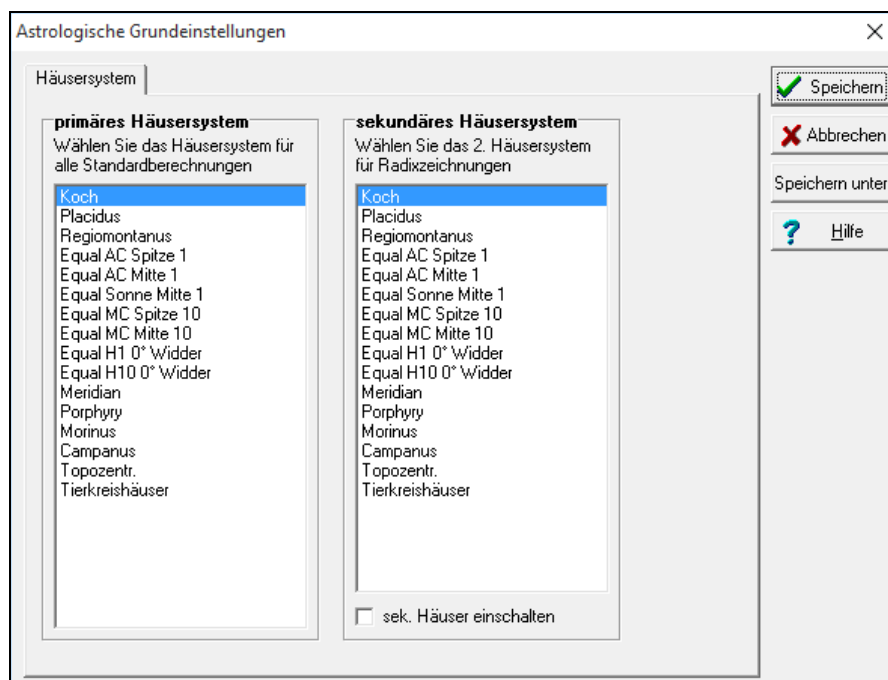 Astrologische Grundeinstellungen
Häusersystem
primäres Häusersystem
Wählen Sie das Häusersystem für
alle Standardberechnungen
Koch
Placidus
Regiomontanus
Equal AC Spitze 1
Equal AC Mitte 1
Equal Sonne Mitte 1
Equal MC Spitze 10
Equal MC Mitte 10
Equal H1 0° Widder
Equal H10 0° Widder
Meridian
Porphyry
Morinus
Campanus
Topozentr.
Tierkreishäuser
sekundäres Häusersystem
Wählen Sie das 2. Häusersystem
für Radixzeichnungen
Koch
Placidus
Regiomontanus
Equal AC Spitze 1
Equal AC Mitte 1
Equal Sonne Mitte 1
Equal MC Spitze 10
Equal MC Mitte 10
Equal H1 0° Widder
Equal H10 0° Widder
Meridian
Porphyry
Morinus
Campanus
Topozentr.
Tierkreishäuser
sek. Häuser einschalten
Speichern
Abbrechen
Speichern unter
Hilfe